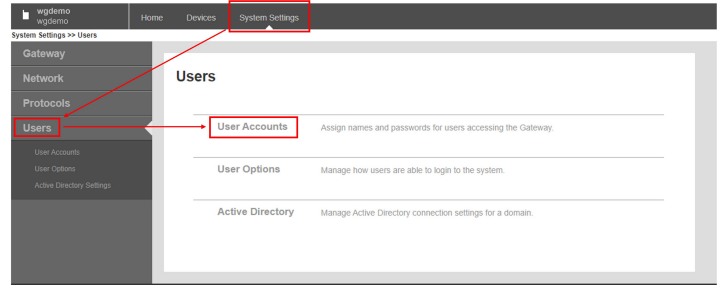 wgdemo
wgdemo
Home Devices System Settings
System Settings >> Users
Gateway
Network
Protocols
Users
User Accounts
User Options
Active Directory Settings
Users
User Accounts Assign names and passwords for users accessing the Gateway.
User Options Manage how users are able to login to the system.
Active Directory Manage Active Directory connection settings for a domain.